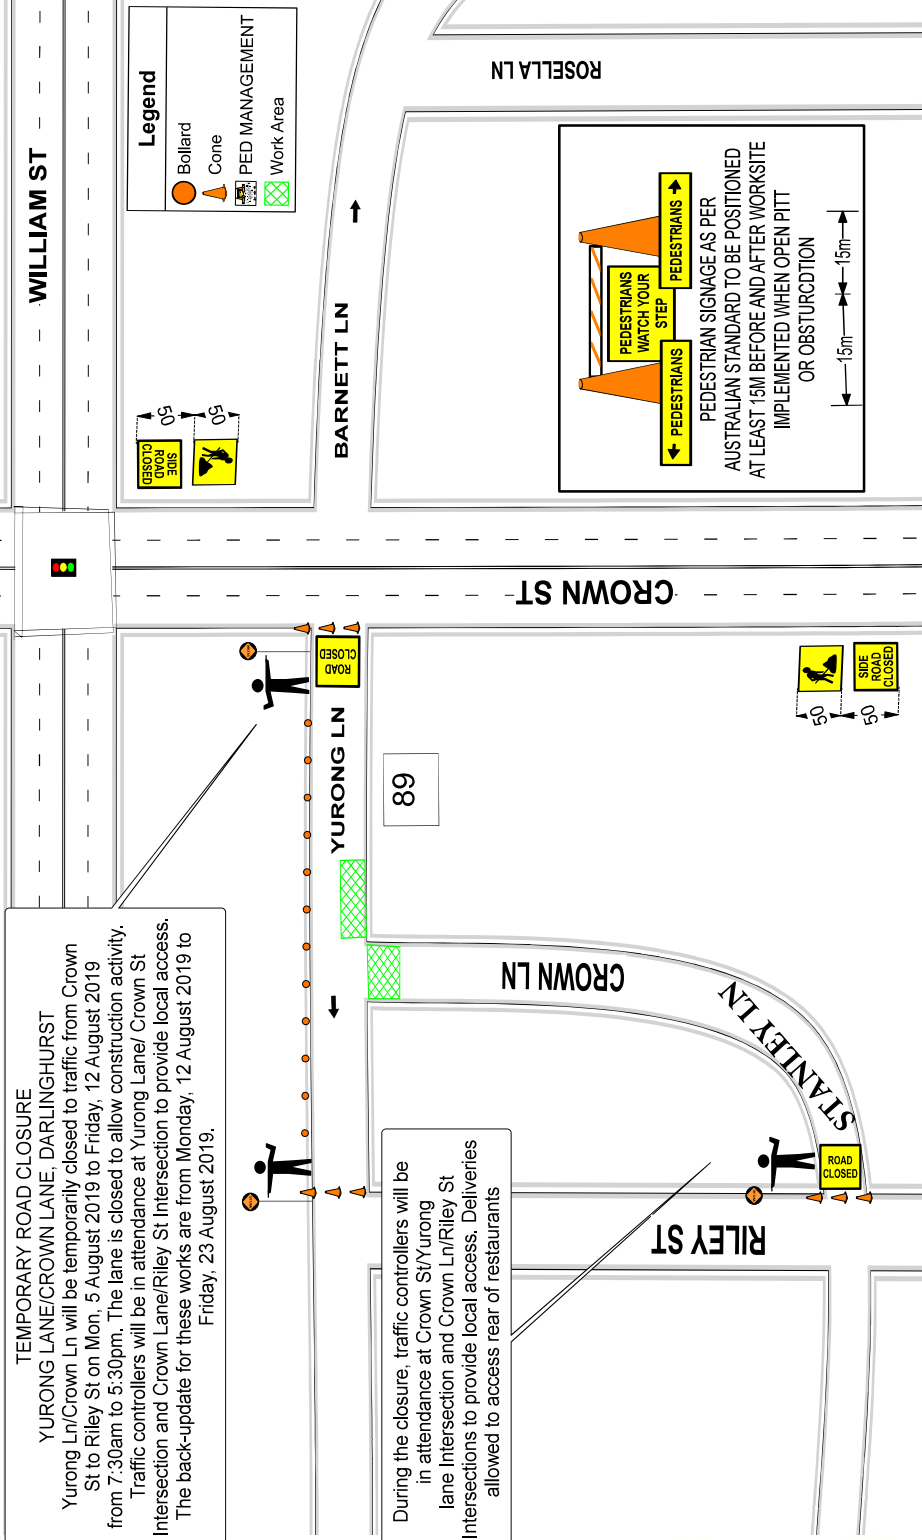 WILLIAM ST
Legend
Bollard
Cone
PED MANAGEMENT
Work Area
ROSELLA LN
BARNETT LN
PEDESTRIANS
WATCH YOUR
STEP
PEDESTRIANS
PEDESTRIANS
PEDESTRIAN SIGNAGE AS PER
AUSTRALIAN STANDARD TO BE POSITIONED
AT LEAST 15M BEFORE AND AFTER WORKSITE
IMPLEMENTED WHEN OPEN PITT
OR OBSTURCDTION
15m
15m
50
50
SIDE
ROAD
CLOSED
CROWN ST
ROAD
CLOSED
YURONG LN
89
SIDE
ROAD
CLOSED
50
50
CROWN LN
STANLEY LN
ROAD
CLOSED
RILEY ST
TEMPORARY ROAD CLOSURE
YURONG LANE/CROWN LANE, DARLINGHURST
Yurong Ln/Crown Ln will be temporarily closed to traffic from Crown
St to Riley St on Mon, 5 August 2019 to Friday, 12 August 2019
from 7:30am to 5:30pm. The lane is closed to allow construction activity.
Traffic controllers will be in attendance at Yurong Lane/ Crown St
Intersection and Crown Lane/Riley St Intersection to provide local access.
The back-update for these works are from Monday, 12 August 2019 to
Friday, 23 August 2019.
During the closure, traffic controllers will be
in attendance at Crown St/Yurong
lane Intersection and Crown Ln/Riley St
Intersections to provide local access. Deliveries
allowed to access rear of restaurants